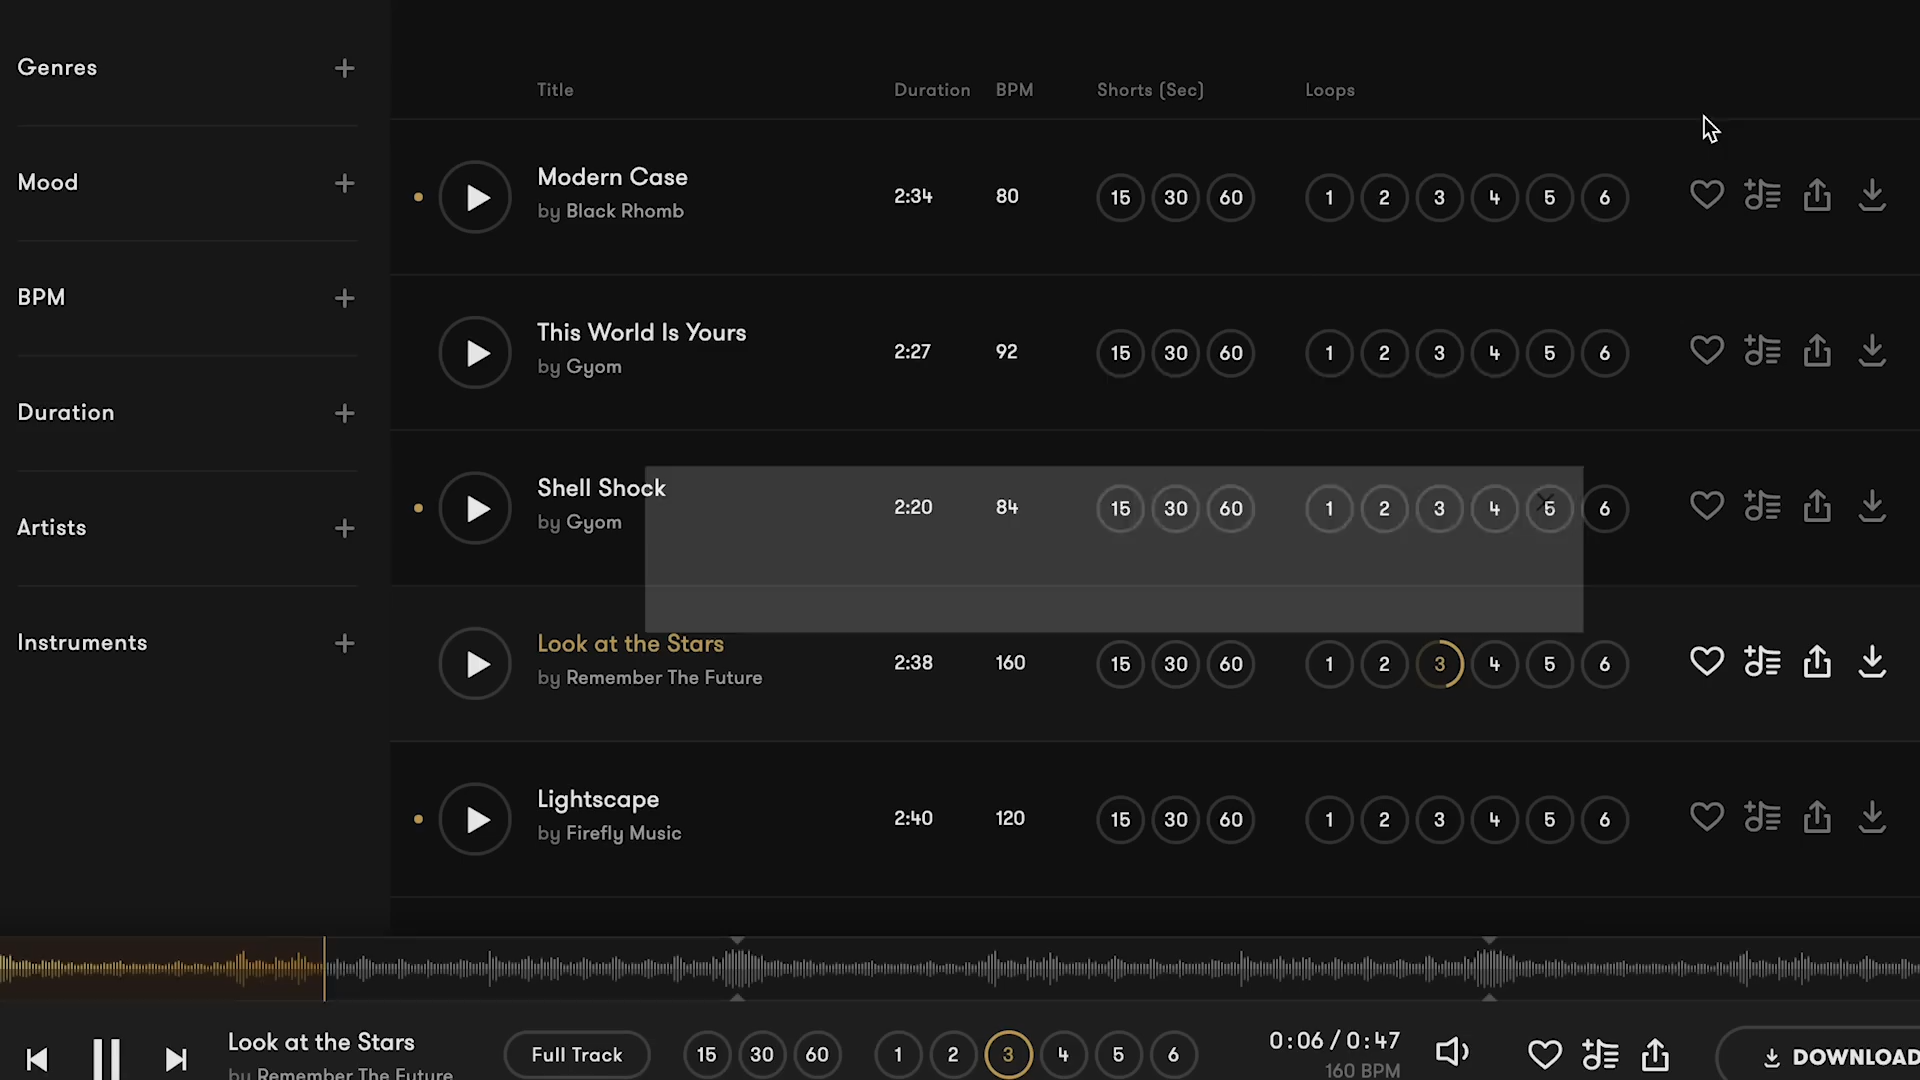 Genres
Mood
BPM
Duration
Artists
Instruments
Title Duration BPM Shorts (Sec) Loops
Modern Case
by Black Rhomb
2:34 80 15 30 60 1 2 3 4 5 6
This World Is Yours
by Gyom
2:27 92 15 30 60 1 2 3 4 5 6
Shell Shock
by Gyom
2:20 84 15 30 60 1 2 3 4 5 6
Look at the Stars
by Remember The Future
2:38 160 15 30 60 1 2 3 4 5 6
Lightscape
by Firefly Music
2:40 120 15 30 60 1 2 3 4 5 6
Look at the Stars
by Remember The Future
Full Track 15 30 60 1 2 3 4 5 6
0:06 / 0:47
160 BPM
DOWNLOAD